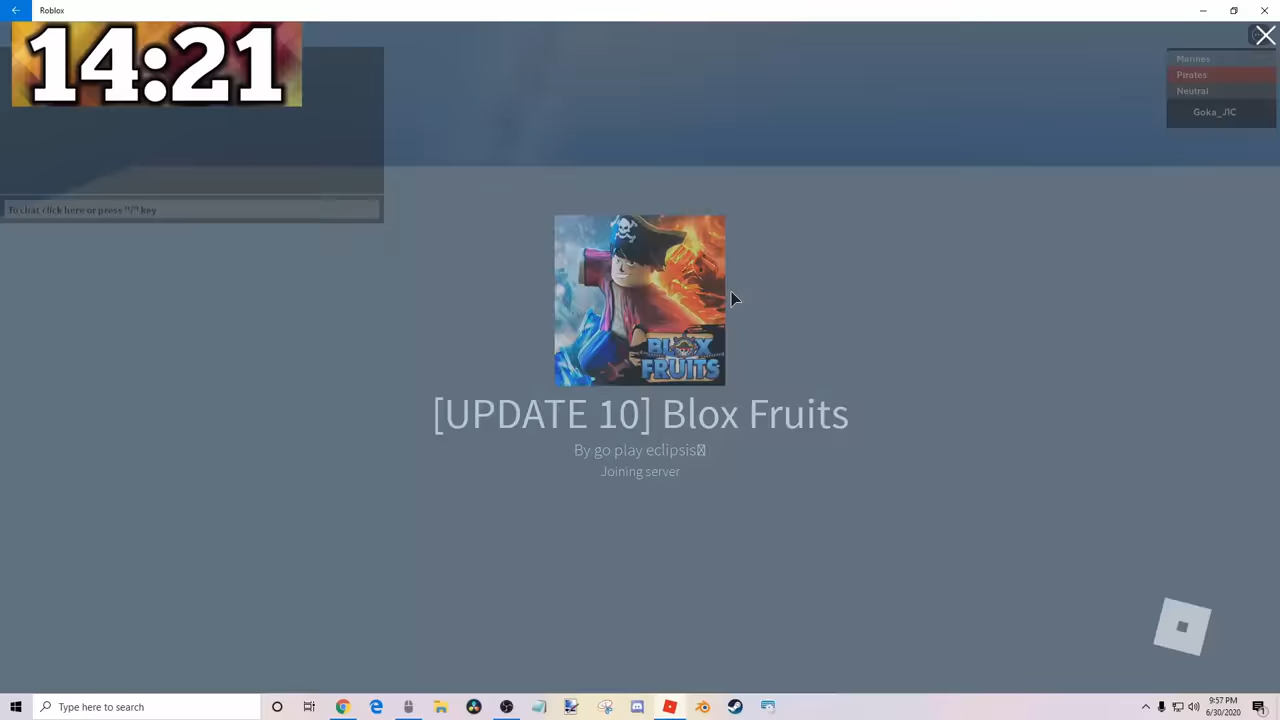 Roblox
14:21
Marines
Pirates
Neutral
Goka_J1C
To chat click here or press "/" key
BLOX
FRUITS
[UPDATE 10] Blox Fruits
By go play eclipsis
Joining server
Type here to search
9:57 PM
6/30/2020